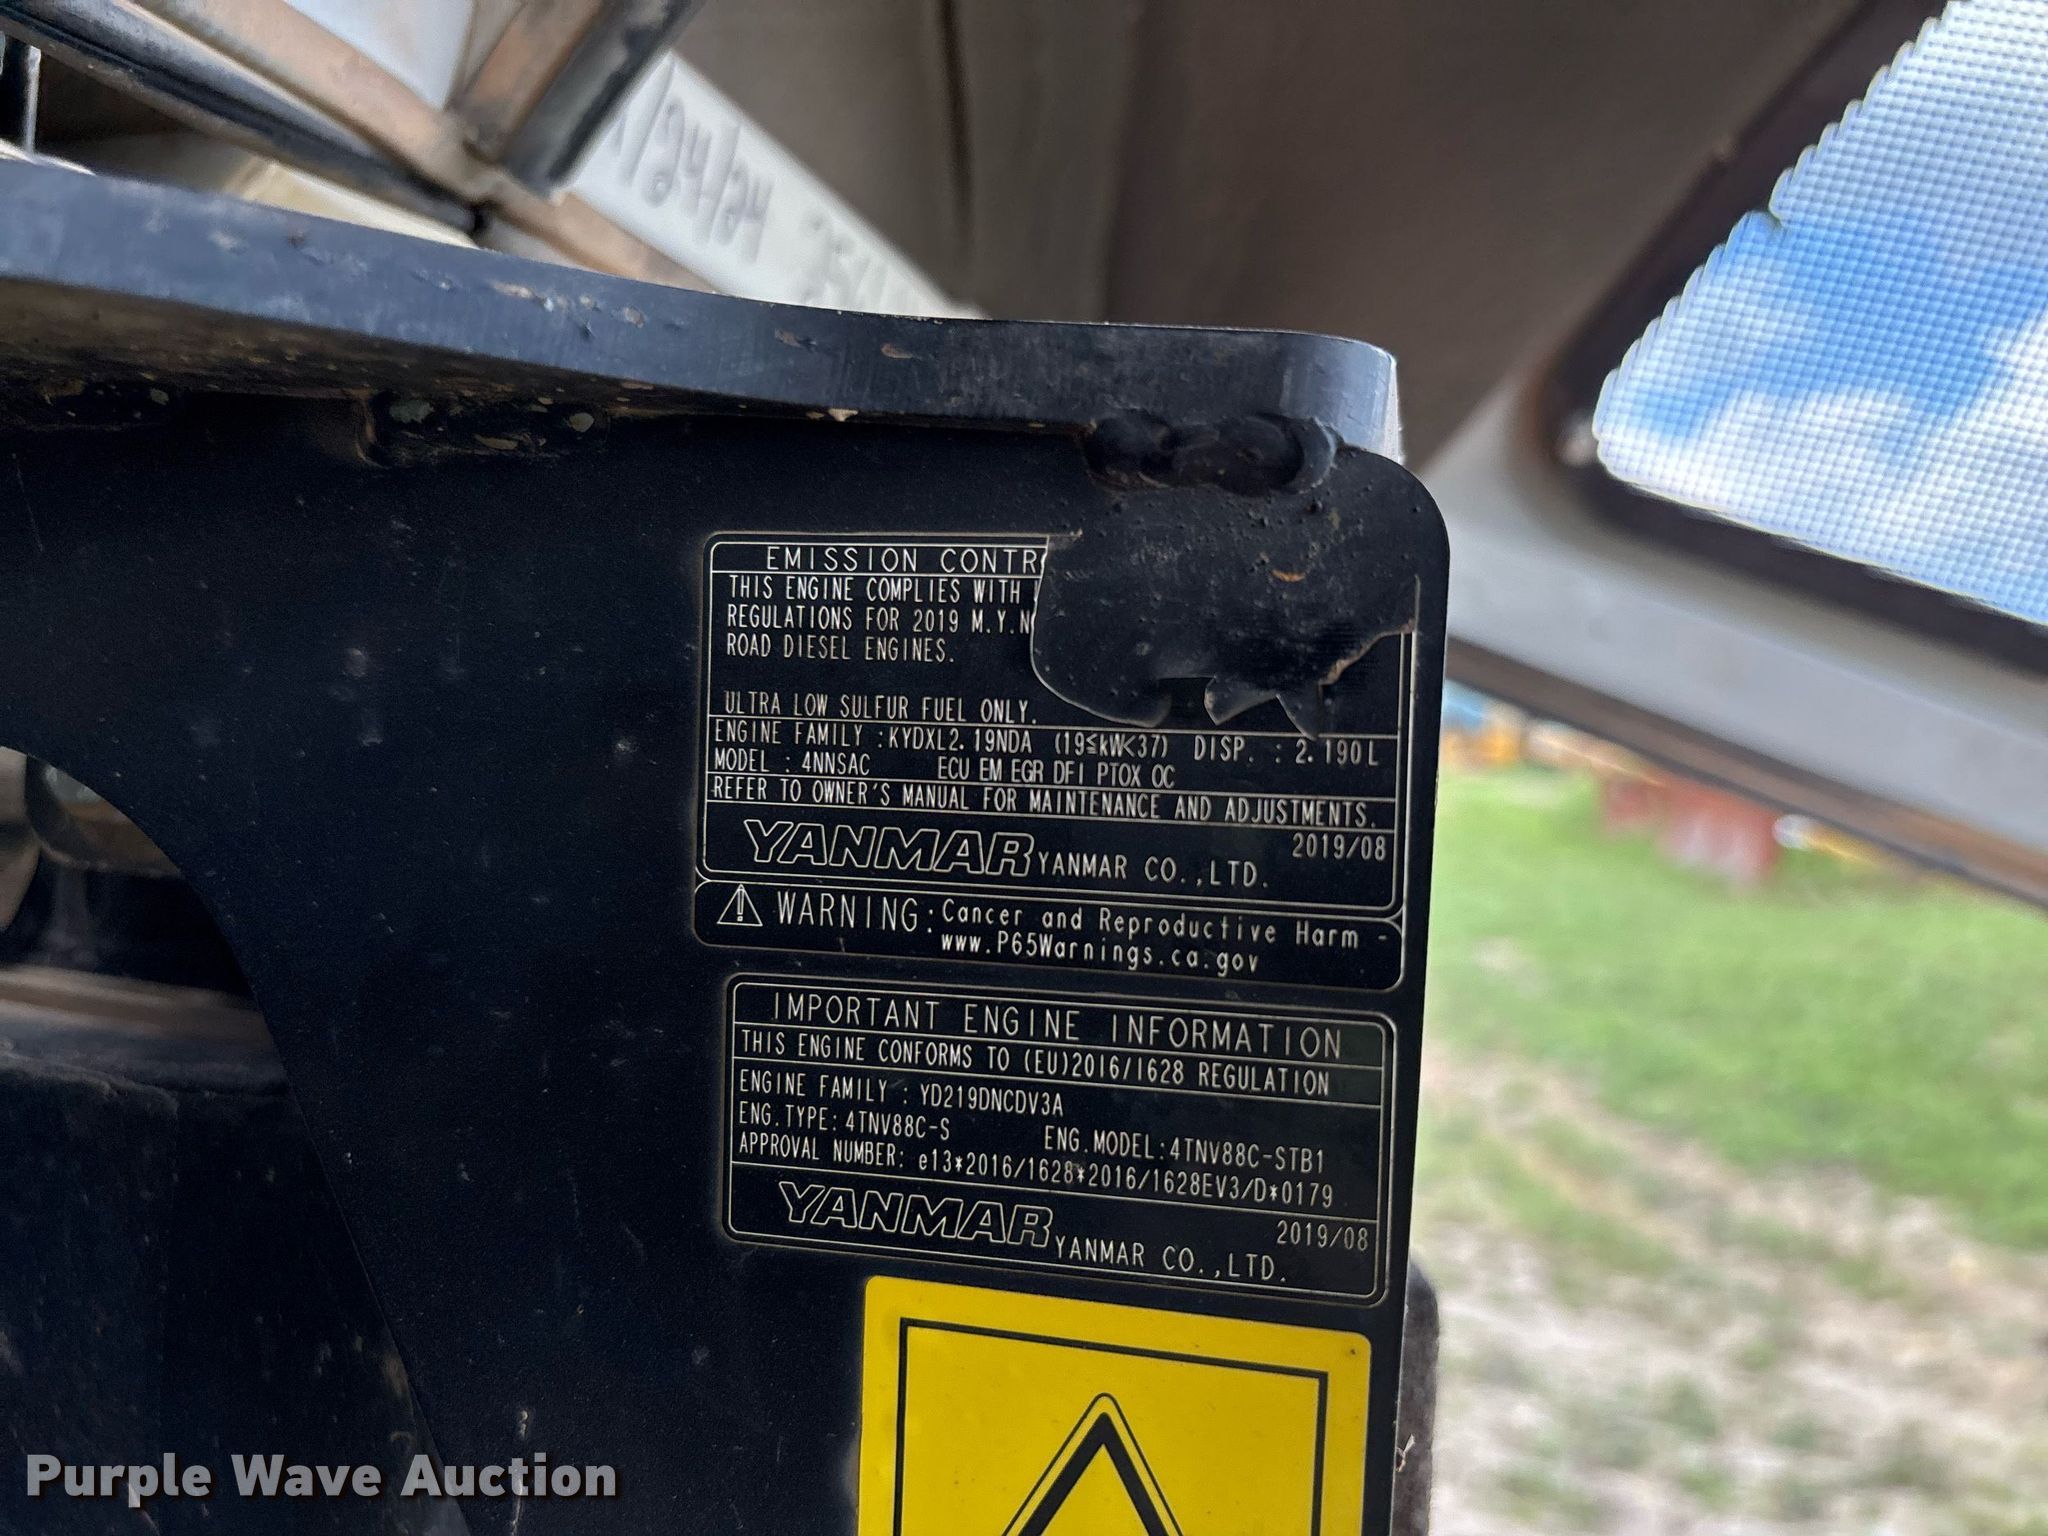 /24/24
EMISSION CONTR
THIS ENGINE COMPLIES WITH
REGULATIONS FOR 2019 M.Y.N
ROAD DIESEL ENGINES.
ULTRA LOW SULFUR FUEL ONLY.
ENGINE FAMILY :KYDXL2.19NDA (19≤kW<37) DISP. : 2.190L
MODEL : 4NNSAC ECU EM EGR DFI PTOX OC
REFER TO OWNER'S MANUAL FOR MAINTENANCE AND ADJUSTMENTS.
YANMAR YANMAR CO.,LTD. 2019/08
WARNING:Cancer and Reproductive Harm -
www.P65Warnings.ca.gov
IMPORTANT ENGINE INFORMATION
THIS ENGINE CONFORMS TO (EU)2016/1628 REGULATION
ENGINE FAMILY : YD219DNCDV3A
ENG.TYPE:4TNV88C-S ENG.MODEL:4TNV88C-STB1
APPROVAL NUMBER: e13*2016/1628*2016/1628EV3/D*0179
YANMAR YANMAR CO.,LTD. 2019/08
Purple Wave Auction